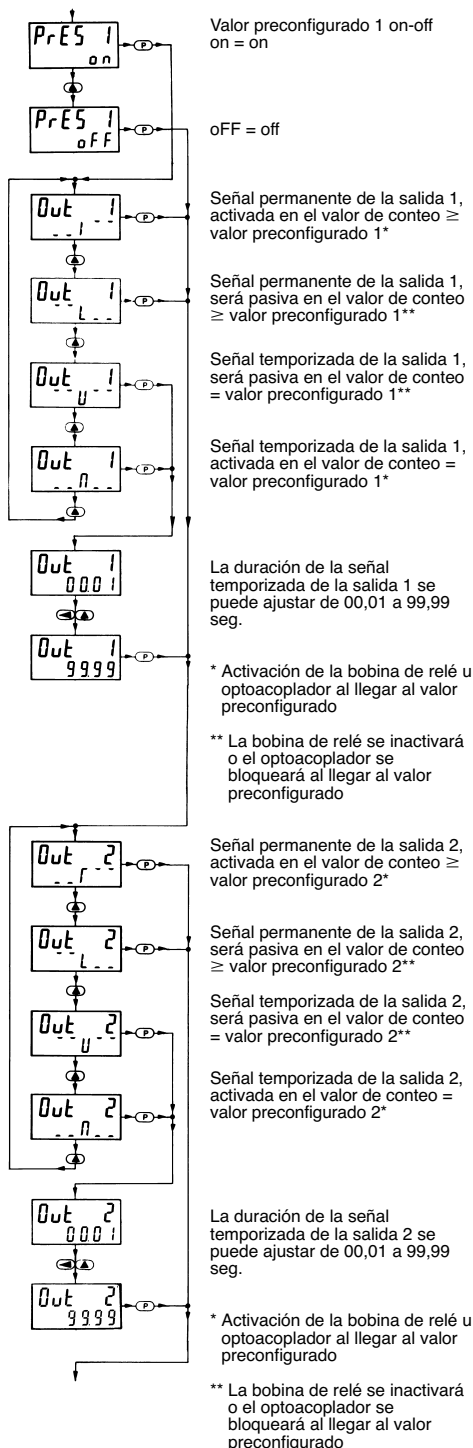 PrES 1
on
P
Valor preconfigurado 1 on-off
on = on
PrES 1
oFF
P
oFF = off
Out 1
P
Señal permanente de la salida 1,
activada en el valor de conteo ≥
valor preconfigurado 1*
Out 1
P
Señal permanente de la salida 1,
será pasiva en el valor de conteo
≥ valor preconfigurado 1**
Out 1
P
Señal temporizada de la salida 1,
será pasiva en el valor de conteo
= valor preconfigurado 1**
Out 1
P
Señal temporizada de la salida 1,
activada en el valor de conteo =
valor preconfigurado 1*
Out 1
00.01
La duración de la señal
temporizada de la salida 1 se
puede ajustar de 00,01 a 99,99
seg.
Out 1
99.99
P
* Activación de la bobina de relé u
optoacoplador al llegar al valor
preconfigurado
** La bobina de relé se inactivará
o el optoacoplador se
bloqueará al llegar al valor
preconfigurado
Out 2
P
Señal permanente de la salida 2,
activada en el valor de conteo ≥
valor preconfigurado 2*
Out 2
P
Señal permanente de la salida 2,
será pasiva en el valor de conteo
≥ valor preconfigurado 2**
Out 2
P
Señal temporizada de la salida 2,
será pasiva en el valor de conteo
= valor preconfigurado 2**
Out 2
P
Señal temporizada de la salida 2,
activada en el valor de conteo =
valor preconfigurado 2*
Out 2
00.01
La duración de la señal
temporizada de la salida 2 se
puede ajustar de 00,01 a 99,99
seg.
Out 2
99.99
P
* Activación de la bobina de relé u
optoacoplador al llegar al valor
preconfigurado
** La bobina de relé se inactivará
o el optoacoplador se
bloqueará al llegar al valor
preconfigurado